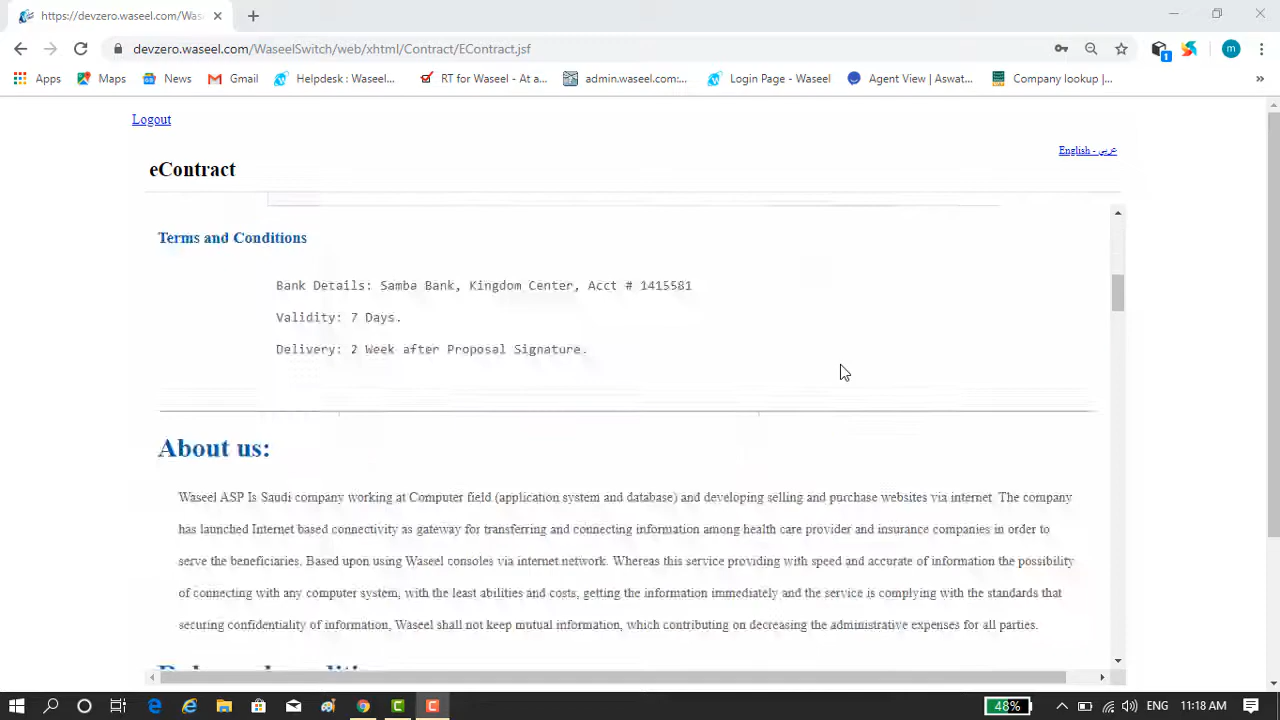 https://devzero.waseel.com/Was
devzero.waseel.com/WaseelSwitch/web/xhtml/Contract/EContract.jsf
1
m
Apps
Maps
News
Gmail
Helpdesk : Waseel...
RT for Waseel - At a...
admin.waseel.com:...
Login Page - Waseel
Agent View | Aswat...
Company lookup |...
»
Logout
English - عربي
eContract
Terms and Conditions
Bank Details: Samba Bank, Kingdom Center, Acct # 1415581
Validity: 7 Days.
Delivery: 2 Week after Proposal Signature.
About us:
Waseel ASP Is Saudi company working at Computer field (application system and database) and developing selling and purchase websites via internet. The company
has launched Internet based connectivity as gateway for transferring and connecting information among health care provider and insurance companies in order to
serve the beneficiaries. Based upon using Waseel consoles via internet network. Whereas this service providing with speed and accurate of information the possibility
of connecting with any computer system, with the least abilities and costs, getting the information immediately and the service is complying with the standards that
securing confidentiality of information, Waseel shall not keep mutual information, which contributing on decreasing the administrative expenses for all parties.
48%
ENG
11:18 AM